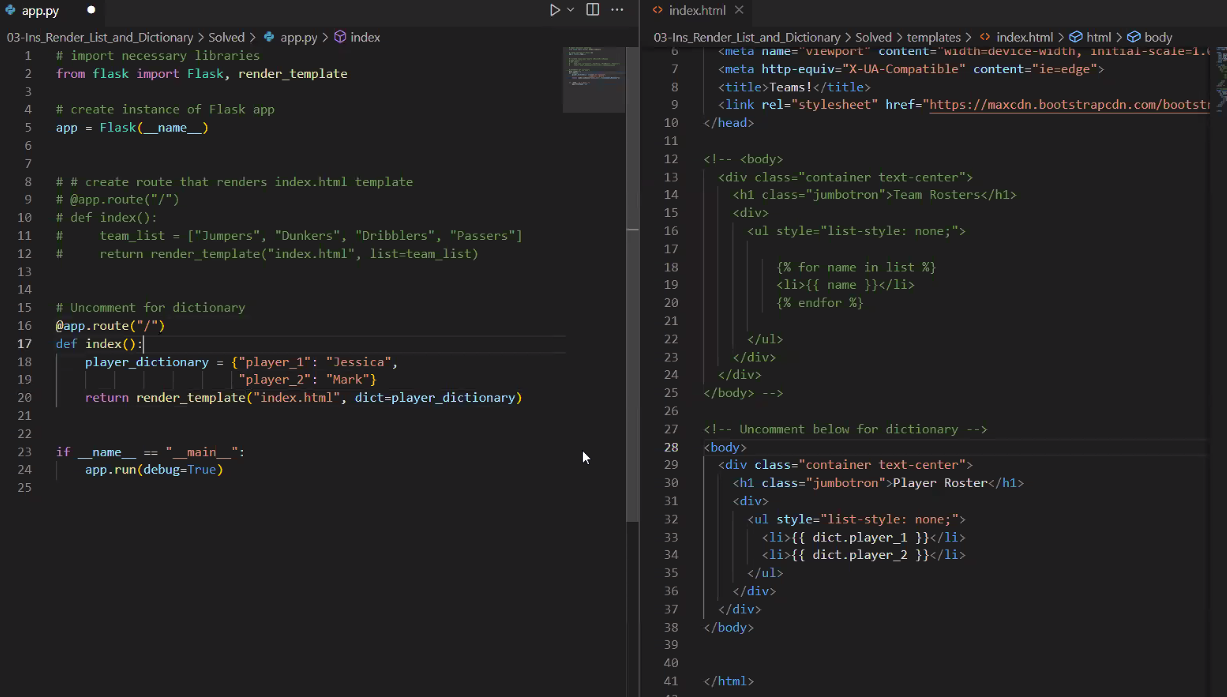 app.py
03-Ins_Render_List_and_Dictionary > Solved > app.py > index
1 # import necessary libraries
2 from flask import Flask, render_template
3
4 # create instance of Flask app
5 app = Flask(__name__)
6
7
8 # # create route that renders index.html template
9 # @app.route("/")
10 # def index():
11 #     team_list = ["Jumpers", "Dunkers", "Dribblers", "Passers"]
12 #     return render_template("index.html", list=team_list)
13
14
15 # Uncomment for dictionary
16 @app.route("/")
17 def index():
18     player_dictionary = {"player_1": "Jessica",
19                          "player_2": "Mark"}
20     return render_template("index.html", dict=player_dictionary)
21
22
23 if __name__ == "__main__":
24     app.run(debug=True)
25
index.html
03-Ins_Render_List_and_Dictionary > Solved > templates > index.html > html > body
6 <meta name="viewport" content="width=device-width, initial-scale=1.0
7 <meta http-equiv="X-UA-Compatible" content="ie=edge">
8 <title>Teams!</title>
9 <link rel="stylesheet" href="https://maxcdn.bootstrapcdn.com/bootstr
10 </head>
11
12 <!-- <body>
13 <div class="container text-center">
14 <h1 class="jumbotron">Team Rosters</h1>
15 <div>
16 <ul style="list-style: none;">
17
18 {% for name in list %}
19 <li>{{ name }}</li>
20 {% endfor %}
21
22 </ul>
23 </div>
24 </div>
25 </body> -->
26
27 <!-- Uncomment below for dictionary -->
28 <body>
29 <div class="container text-center">
30 <h1 class="jumbotron">Player Roster</h1>
31 <div>
32 <ul style="list-style: none;">
33 <li>{{ dict.player_1 }}</li>
34 <li>{{ dict.player_2 }}</li>
35 </ul>
36 </div>
37 </div>
38 </body>
39
40
41 </html>